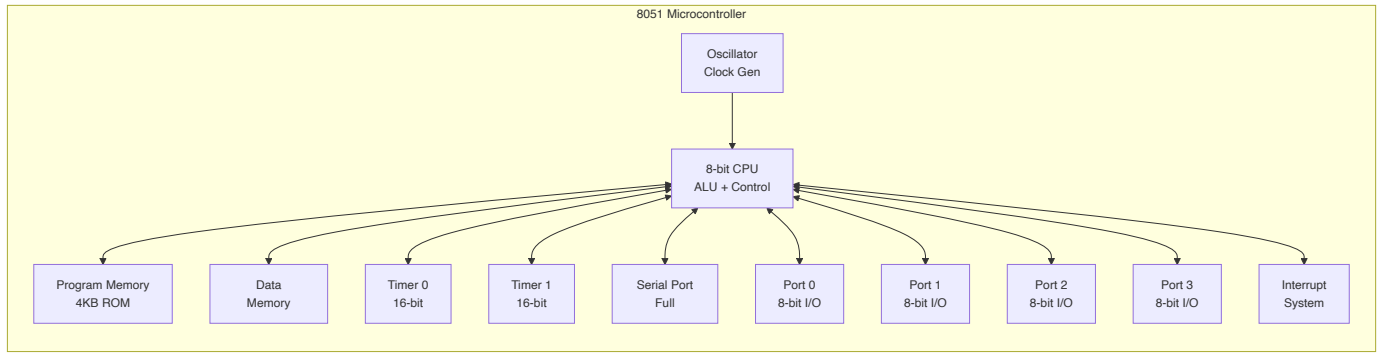 8051 Microcontroller
Oscillator
Clock Gen
8-bit CPU
ALU + Control
Program Memory
4KB ROM
Data
Memory
Timer 0
16-bit
Timer 1
16-bit
Serial Port
Full
Port 0
8-bit I/O
Port 1
8-bit I/O
Port 2
8-bit I/O
Port 3
8-bit I/O
Interrupt
System